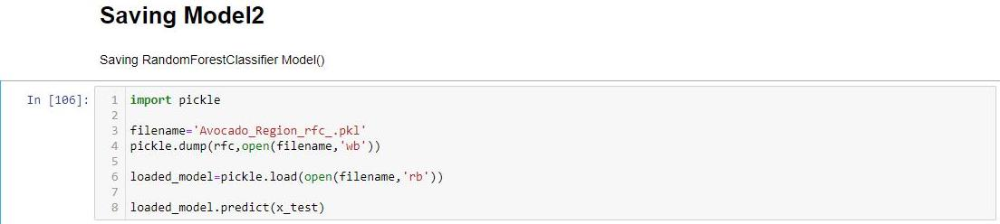 Saving Model2
Saving RandomForestClassifier Model()
In [106]:
1 import pickle
2
3 filename='Avocado_Region_rfc_.pkl'
4 pickle.dump(rfc,open(filename,'wb'))
5
6 loaded_model=pickle.load(open(filename,'rb'))
7
8 loaded_model.predict(x_test)